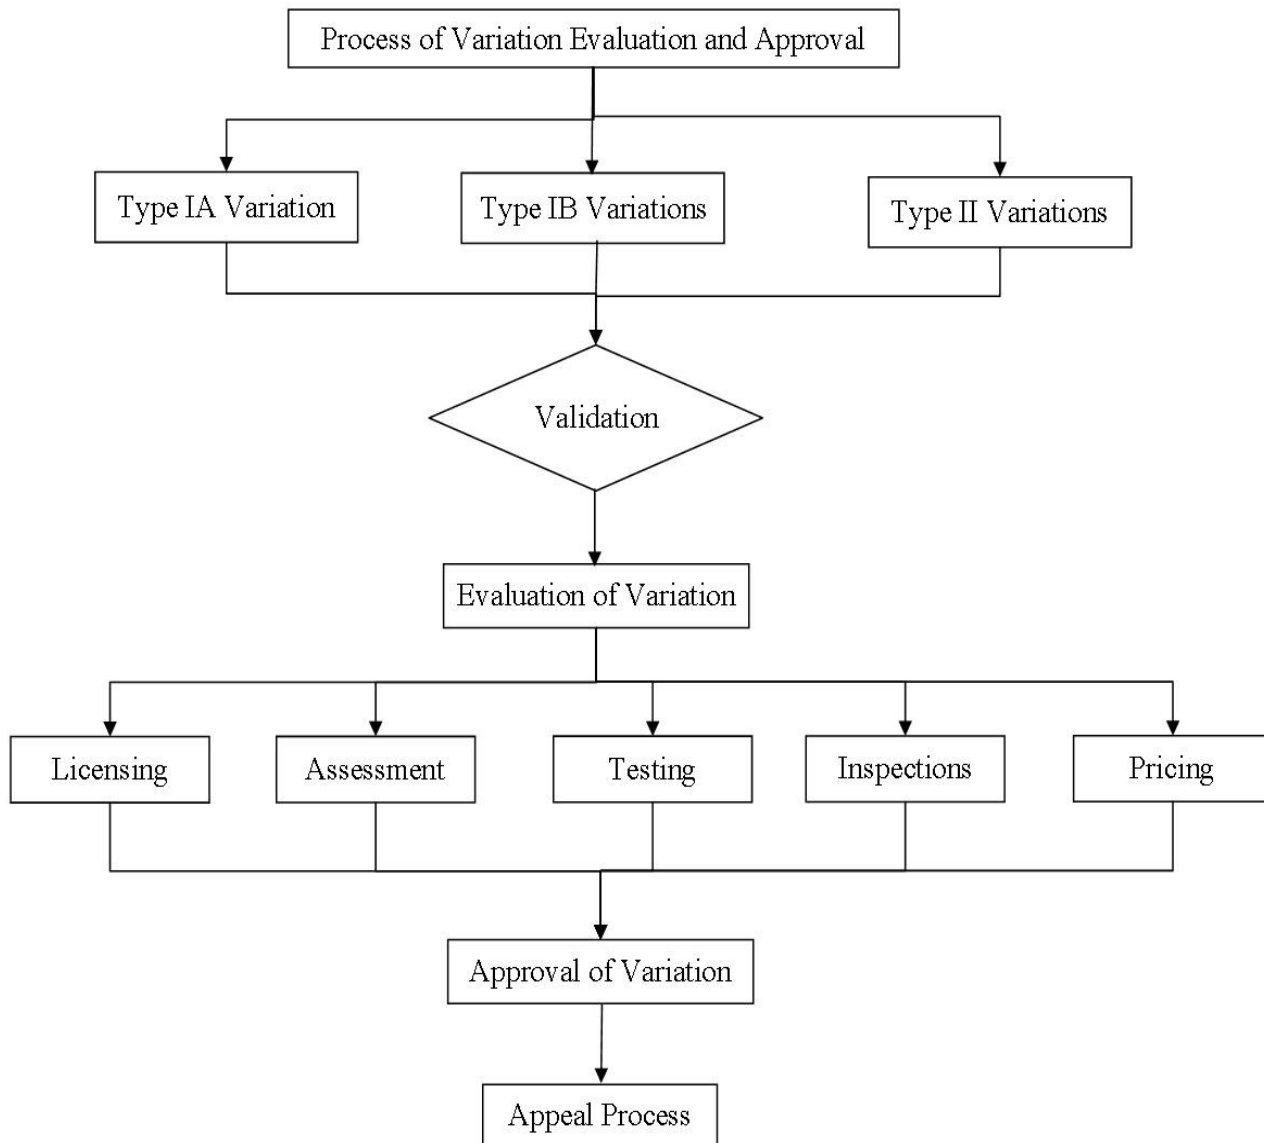 Process of Variation Evaluation and Approval
Type IA Variation
Type IB Variations
Type II Variations
Validation
Evaluation of Variation
Licensing
Assessment
Testing
Inspections
Pricing
Approval of Variation
Appeal Process